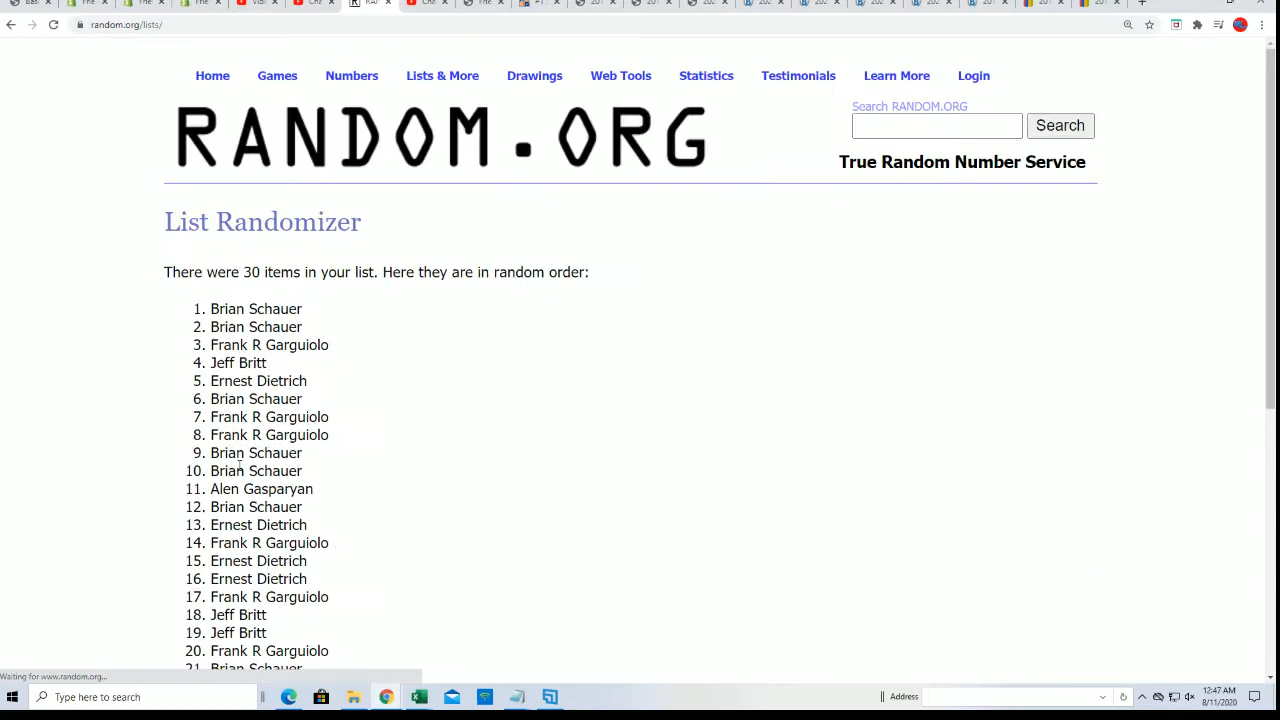 random.org/lists/
Home Games Numbers Lists & More Drawings Web Tools Statistics Testimonials Learn More Login
RANDOM.ORG
Search RANDOM.ORG
Search
True Random Number Service
List Randomizer
There were 30 items in your list. Here they are in random order:
1. Brian Schauer
2. Brian Schauer
3. Frank R Garguiolo
4. Jeff Britt
5. Ernest Dietrich
6. Brian Schauer
7. Frank R Garguiolo
8. Frank R Garguiolo
9. Brian Schauer
10. Brian Schauer
11. Alen Gasparyan
12. Brian Schauer
13. Ernest Dietrich
14. Frank R Garguiolo
15. Ernest Dietrich
16. Ernest Dietrich
17. Frank R Garguiolo
18. Jeff Britt
19. Jeff Britt
20. Frank R Garguiolo
21. Brian Schauer
Waiting for www.random.org...
Type here to search
Address
12:47 AM
8/11/2020